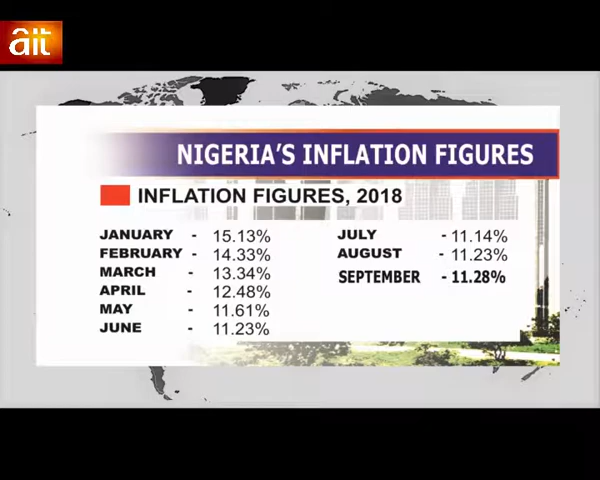 ait
NIGERIA'S INFLATION FIGURES
INFLATION FIGURES, 2018
JANUARY - 15.13%
FEBRUARY - 14.33%
MARCH - 13.34%
APRIL - 12.48%
MAY - 11.61%
JUNE - 11.23%
JULY - 11.14%
AUGUST - 11.23%
SEPTEMBER - 11.28%